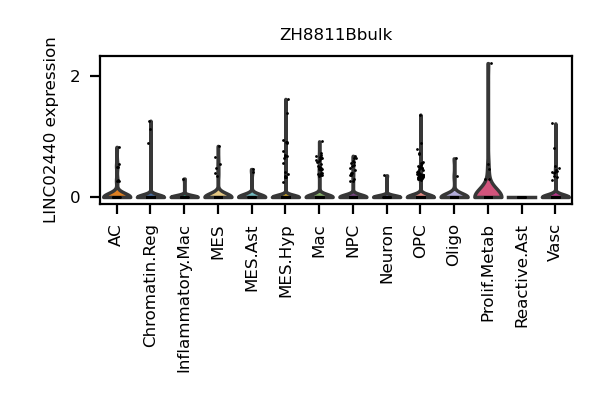 ZH8811Bbulk
LINC02440 expression
2
0
AC
Chromatin.Reg
Inflammatory.Mac
MES
MES.Ast
MES.Hyp
Mac
NPC
Neuron
OPC
Oligo
Prolif.Metab
Reactive.Ast
Vasc